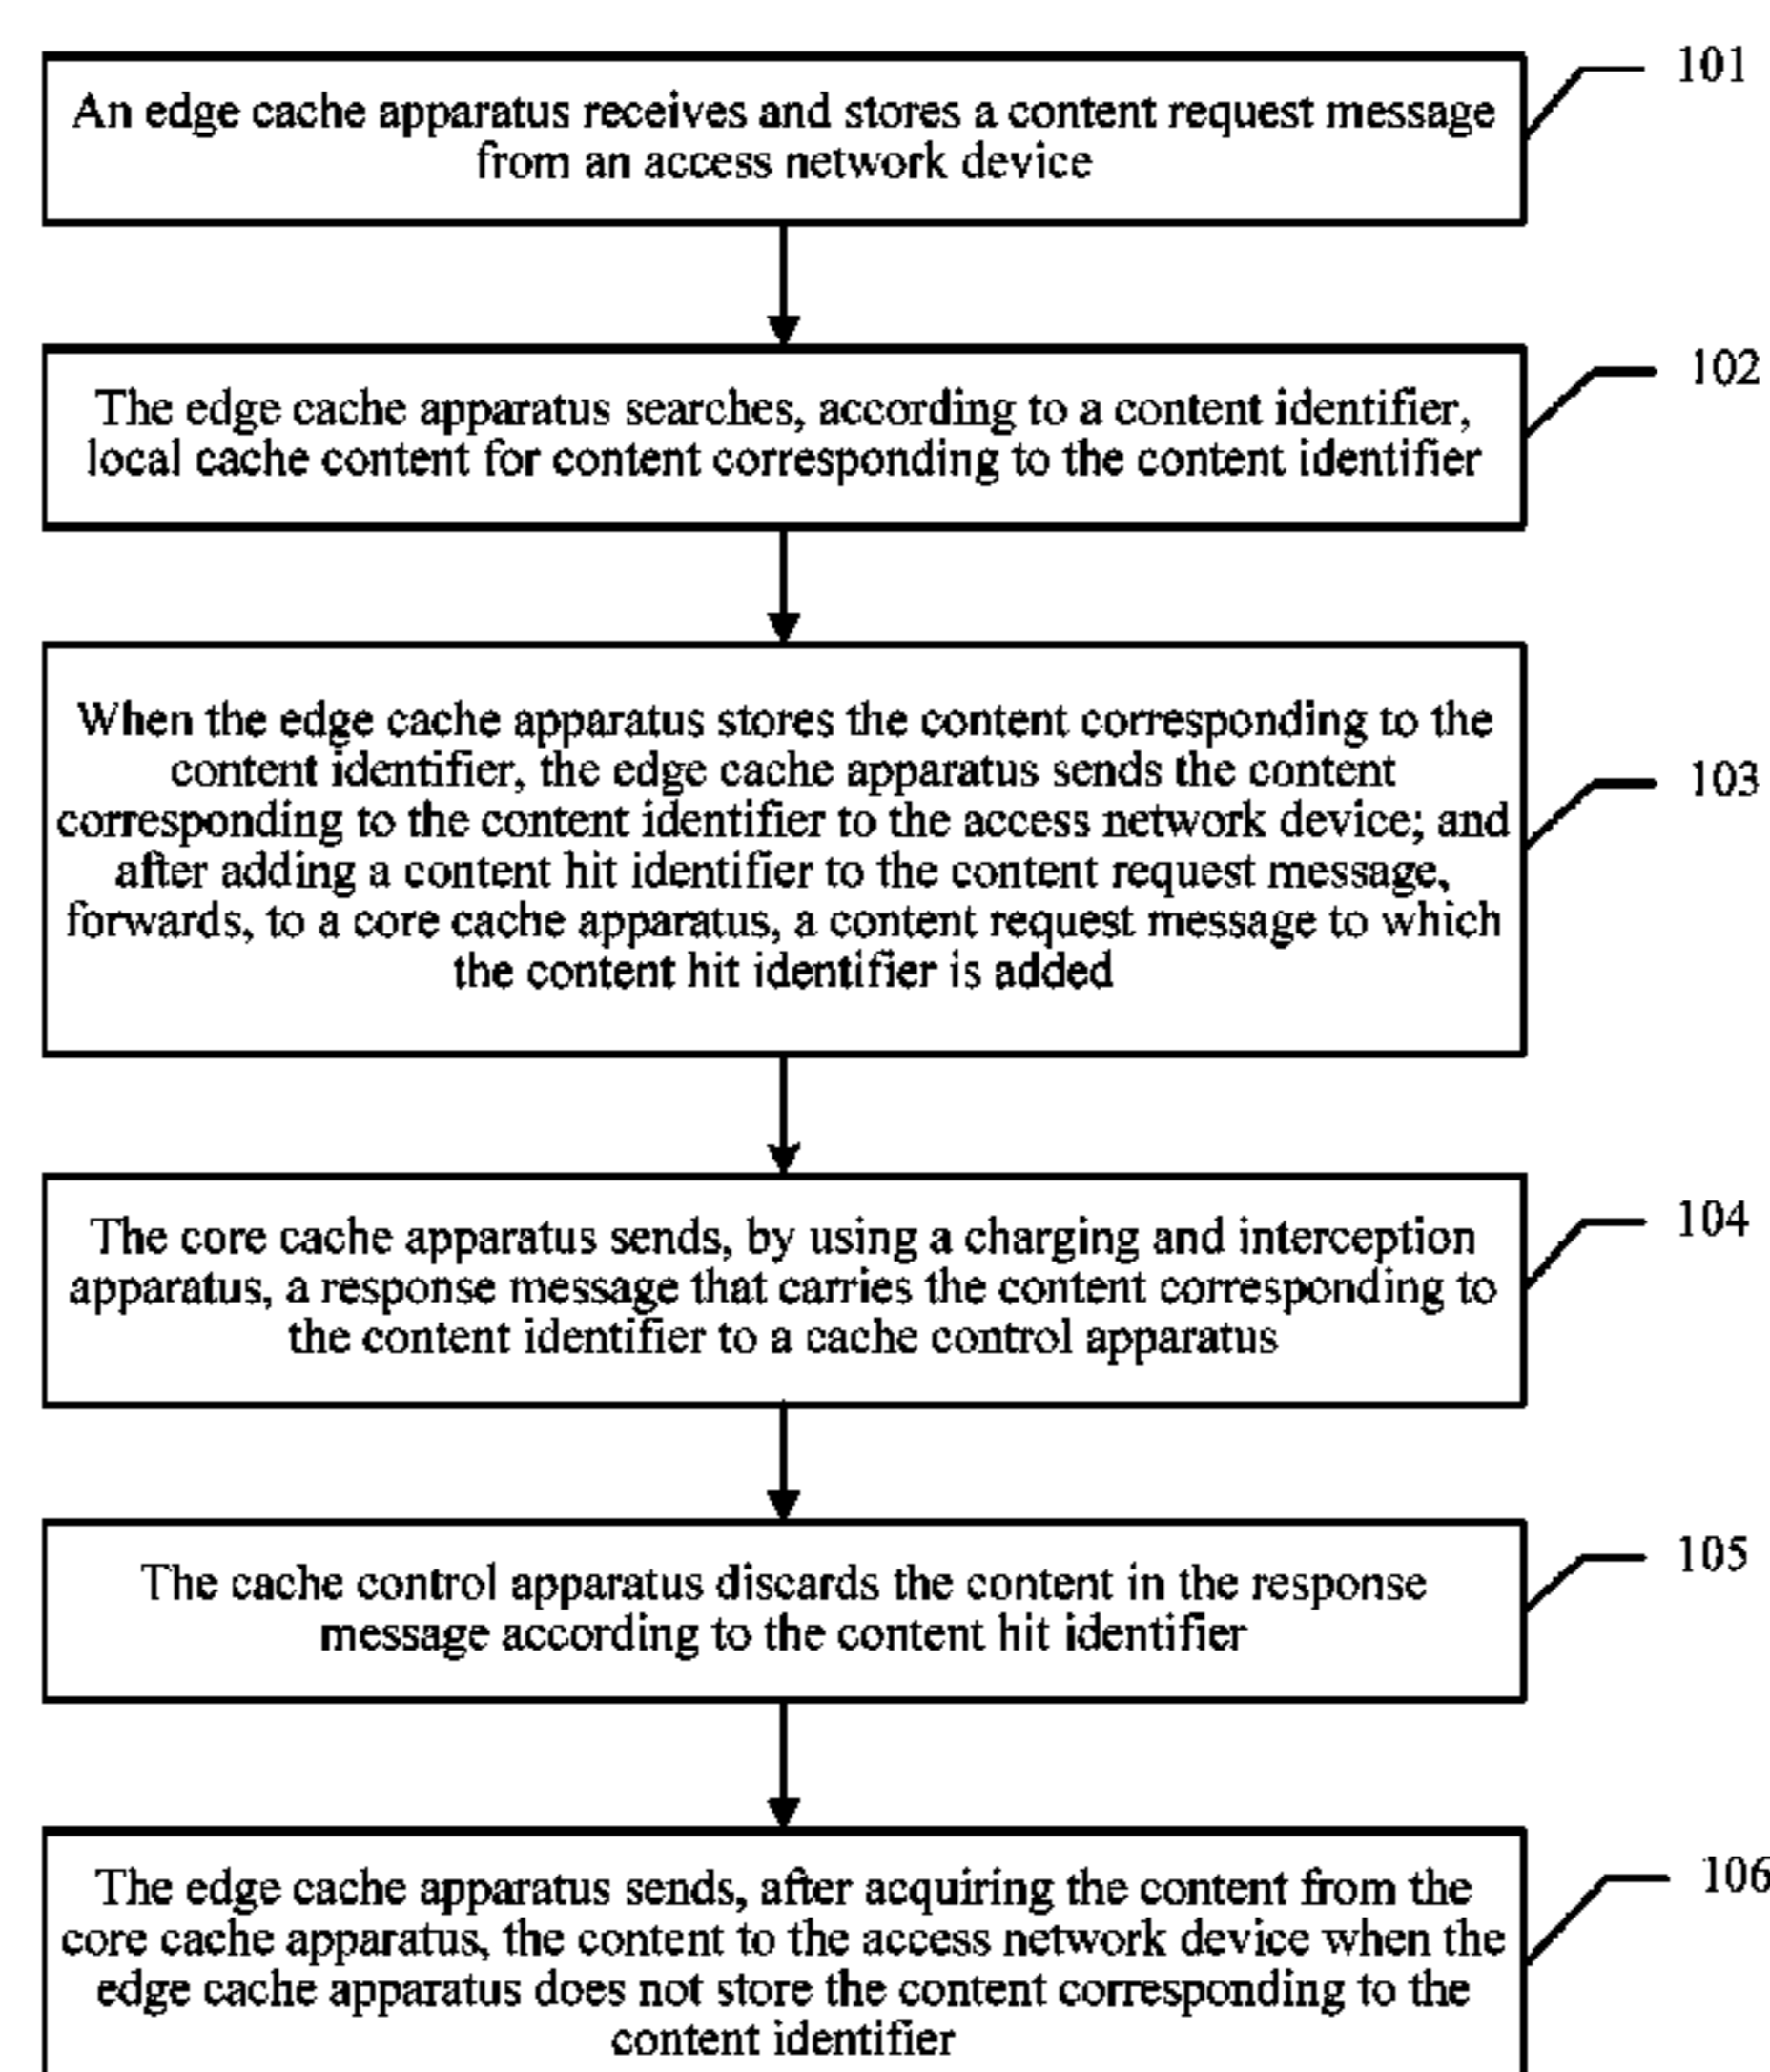 101
An edge cache apparatus receives and stores a content request message
from an access network device
102
The edge cache apparatus searches, according to a content identifier,
local cache content for content corresponding to the content identifier
When the edge cache apparatus stores the content corresponding to the
content identifier, the edge cache apparatus sends the content
103
corresponding to the content identifier to the access network device; and
after adding a content hit identifier to the content request message,
forwards, to a core cache apparatus, a content request message to which
the content hit identifier is added
104
The core cache apparatus sends, by using a charging and interception
apparatus, a response message that carries the content corresponding to
the content identifier to a cache control apparatus
105
The cache control apparatus discards the content in the response
message according to the content hit identifier
106
The edge cache apparatus sends, after acquiring the content from the
core cache apparatus, the content to the access network device when the
edge cache apparatus does not store the content corresponding to the
content identifier